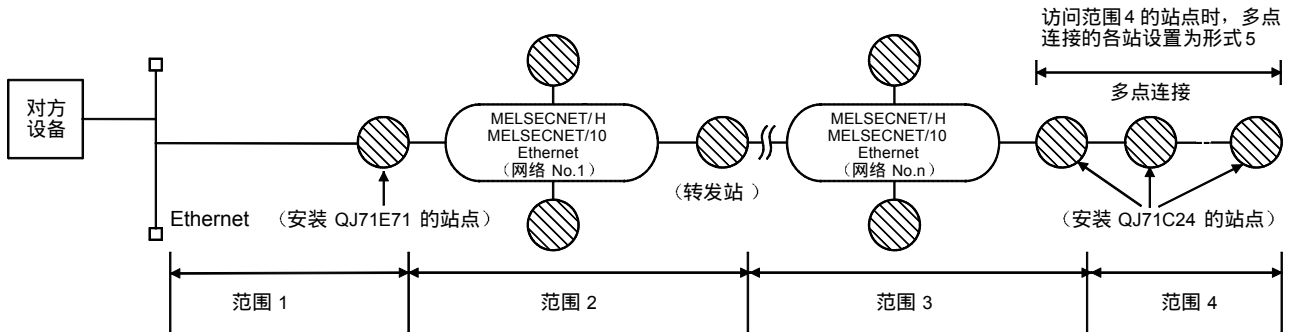 访问范围4 的站点时，多点
连接的各站设置为形式5
多点连接
对方
设备
MELSECNET/H
MELSECNET/10
Ethernet
（网络 No.1）
MELSECNET/H
MELSECNET/10
Ethernet
（网络 No.n）
（转发站 ）
Ethernet （安装 QJ71E71 的站点）
（安装 QJ71C24 的站点）
范围 1 范围 2 范围 3 范围 4